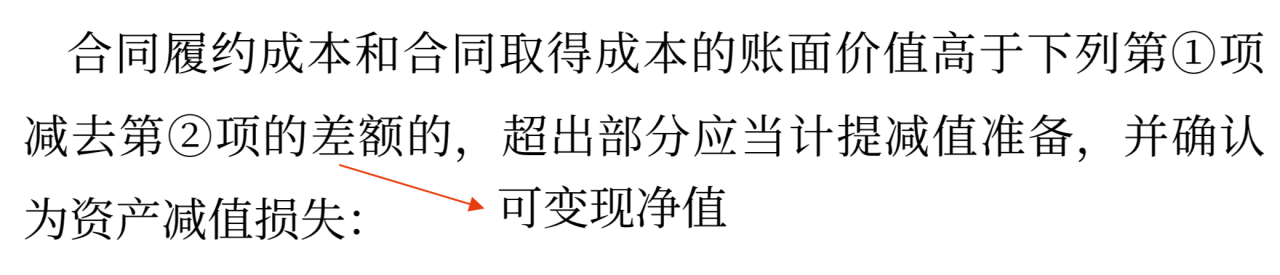 合同履约成本和合同取得成本的账面价值高于下列第①项
减去第②项的差额的，超出部分应当计提减值准备，并确认
为资产减值损失：
可变现净值